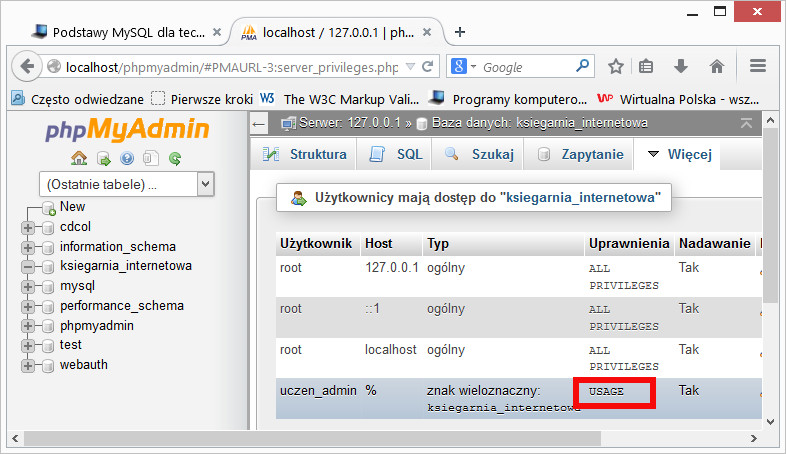 Podstawy MySQL dla tec...
localhost / 127.0.0.1 | ph...
localhost/phpmyadmin/#PMAURL-3:server_privileges.php
Google
Często odwiedzane Pierwsze kroki The W3C Markup Vali... Programy komputero... Wirtualna Polska - wsz...
phpMyAdmin
(Ostatnie tabele) ...
New
cdcol
information_schema
ksiegarnia_internetowa
mysql
performance_schema
phpmyadmin
test
webauth
Serwer: 127.0.0.1 » Baza danych: ksiegarnia_internetowa
Struktura SQL Szukaj Zapytanie Więcej
Użytkownicy mają dostęp do "ksiegarnia_internetowa"
Użytkownik Host Typ Uprawnienia Nadawanie
root 127.0.0.1 ogólny ALL PRIVILEGES Tak
root ::1 ogólny ALL PRIVILEGES Tak
root localhost ogólny ALL PRIVILEGES Tak
uczen_admin % znak wieloznaczny: ksiegarnia_internetowa USAGE Tak